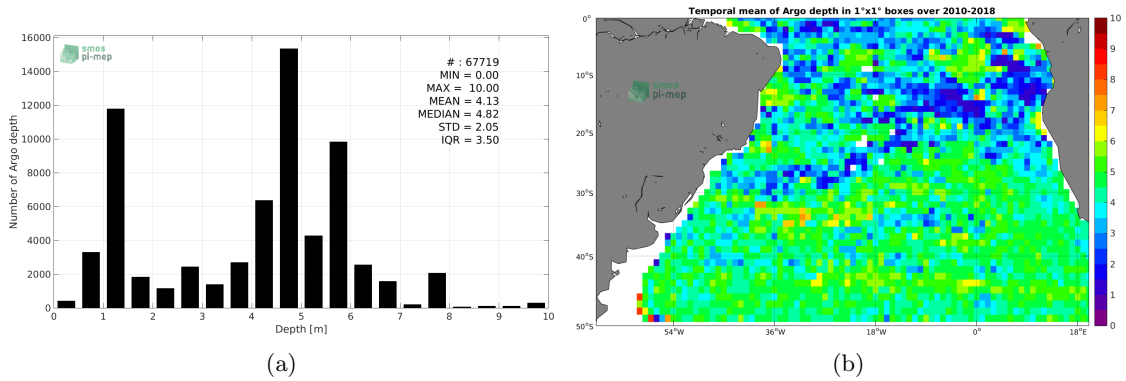 smos
pi-mep
# : 67719
MIN = 0.00
MAX = 10.00
MEAN = 4.13
MEDIAN = 4.82
STD = 2.05
IQR = 3.50
Number of Argo depth
16000
14000
12000
10000
8000
6000
4000
2000
0
0 1 2 3 4 5 6 7 8 9 10
Depth [m]
(a)
Temporal mean of Argo depth in 1°x1° boxes over 2010-2018
smos
pi-mep
0°
10°S
20°S
30°S
40°S
50°S
54°W 36°W 18°W 0° 18°E
10
9
8
7
6
5
4
3
2
1
0
(b)